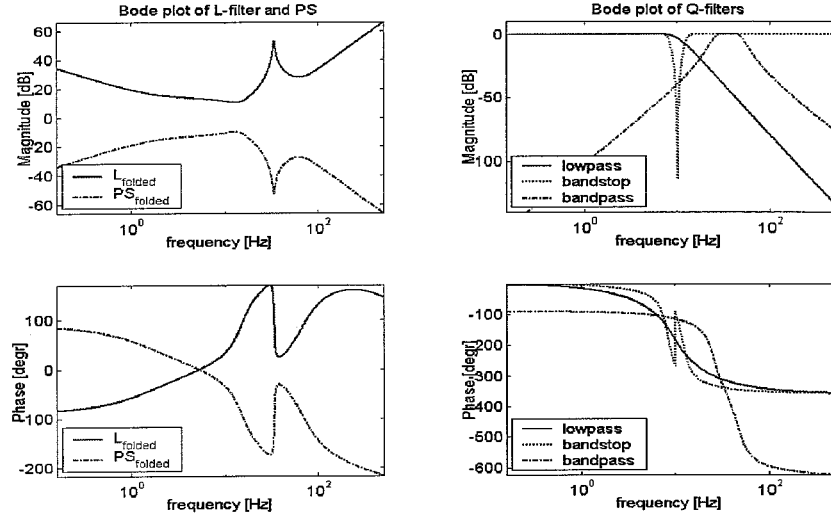 Bode plot of L-filter and PS
Magnitude [dB]
60
40
20
0
-20
-40
-60
L_folded
PS_folded
10^0
10^2
frequency [Hz]
Bode plot of Q-filters
Magnitude [dB]
0
-50
-100
lowpass
bandstop
bandpass
10^0
10^2
frequency [Hz]
Phase [degr]
100
0
-100
-200
L_folded
PS_folded
10^0
10^2
frequency [Hz]
Phase [degr]
-100
-200
-300
-400
-500
-600
lowpass
bandstop
bandpass
10^0
10^2
frequency [Hz]